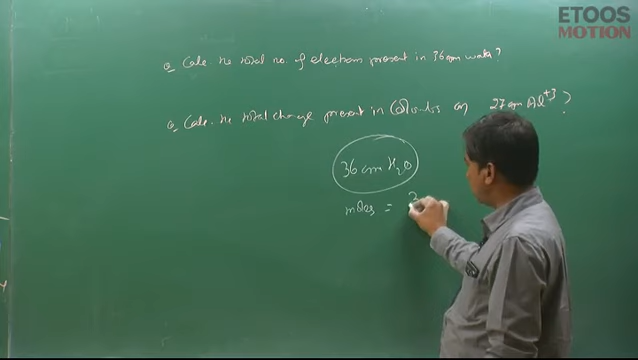 ETOOS
MOTION
Q Calc. the total no. of electrons present in 36 gm water?
Q Calc. the total charge present in Coulombs on 27 gm Al+3?
36 gm H2O
moles =